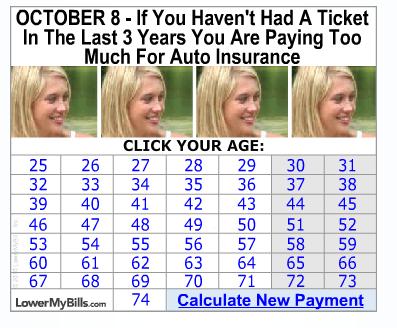 OCTOBER 8 - If You Haven't Had A Ticket
In The Last 3 Years You Are Paying Too
Much For Auto Insurance
CLICK YOUR AGE:
25 26 27 28 29 30 31
32 33 34 35 36 37 38
39 40 41 42 43 44 45
46 47 48 49 50 51 52
53 54 55 56 57 58 59
60 61 62 63 64 65 66
67 68 69 70 71 72 73
LowerMyBills.com 74 Calculate New Payment